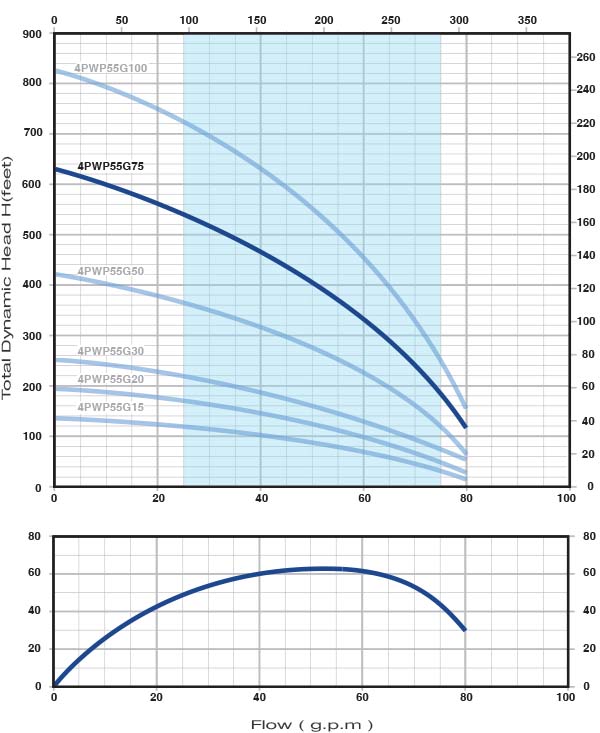 0 50 100 150 200 250 300 350
900 800 700 600 500 400 300 200 100 0
Total Dynamic Head H(feet)
4PWP55G100
4PWP55G75
4PWP55G50
4PWP55G30
4PWP55G20
4PWP55G15
260 240 220 200 180 160 140 120 100 80 60 40 20 0
0 20 40 60 80 100
80 60 40 20 0
80 60 40 20 0
0 20 40 60 80 100
Flow ( g.p.m )